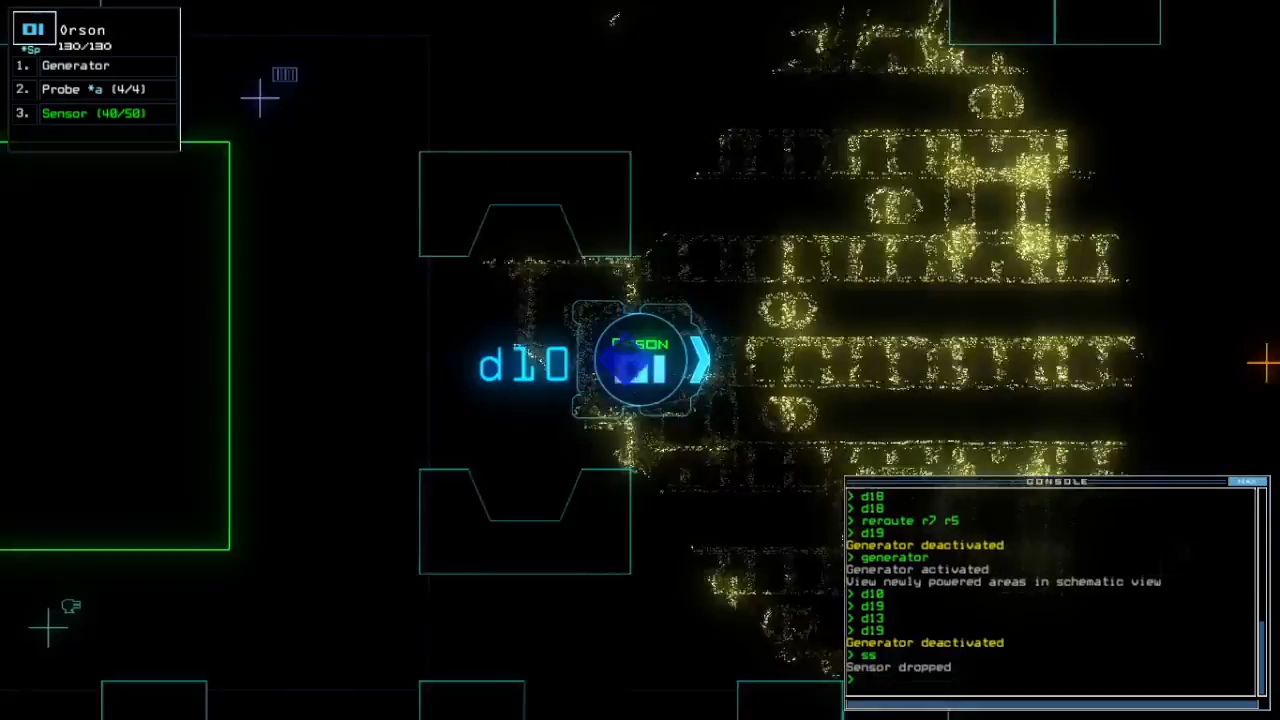 Orson
130/130
*Sp
1. Generator
2. Probe *a (4/4)
3. Sensor (40/50)
d10
CONSOLE
> d18
> d18
> reroute r7 r5
> d19
Generator deactivated
> generator
Generator activated
View newly powered areas in schematic view
> d10
> d19
> d13
> d19
Generator deactivated
> ss
Sensor dropped
>